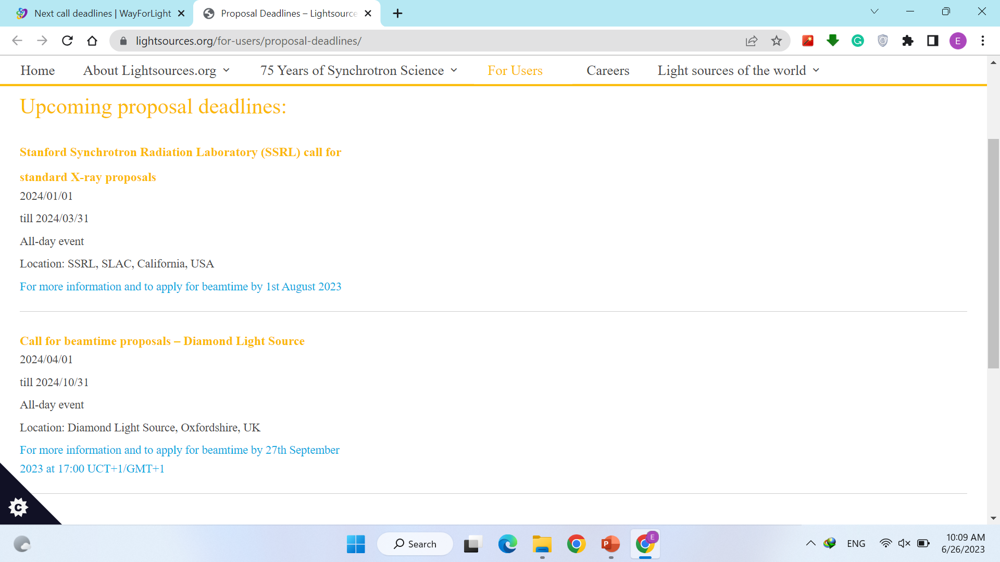 Next call deadlines | WayForLight
Proposal Deadlines – Lightsource
lightsources.org/for-users/proposal-deadlines/
E
Home
About Lightsources.org
75 Years of Synchrotron Science
For Users
Careers
Light sources of the world
Upcoming proposal deadlines:
Stanford Synchrotron Radiation Laboratory (SSRL) call for
standard X-ray proposals
2024/01/01
till 2024/03/31
All-day event
Location: SSRL, SLAC, California, USA
For more information and to apply for beamtime by 1st August 2023
Call for beamtime proposals – Diamond Light Source
2024/04/01
till 2024/10/31
All-day event
Location: Diamond Light Source, Oxfordshire, UK
For more information and to apply for beamtime by 27th September
2023 at 17:00 UCT+1/GMT+1
C
Search
P
E
ENG
10:09 AM
6/26/2023